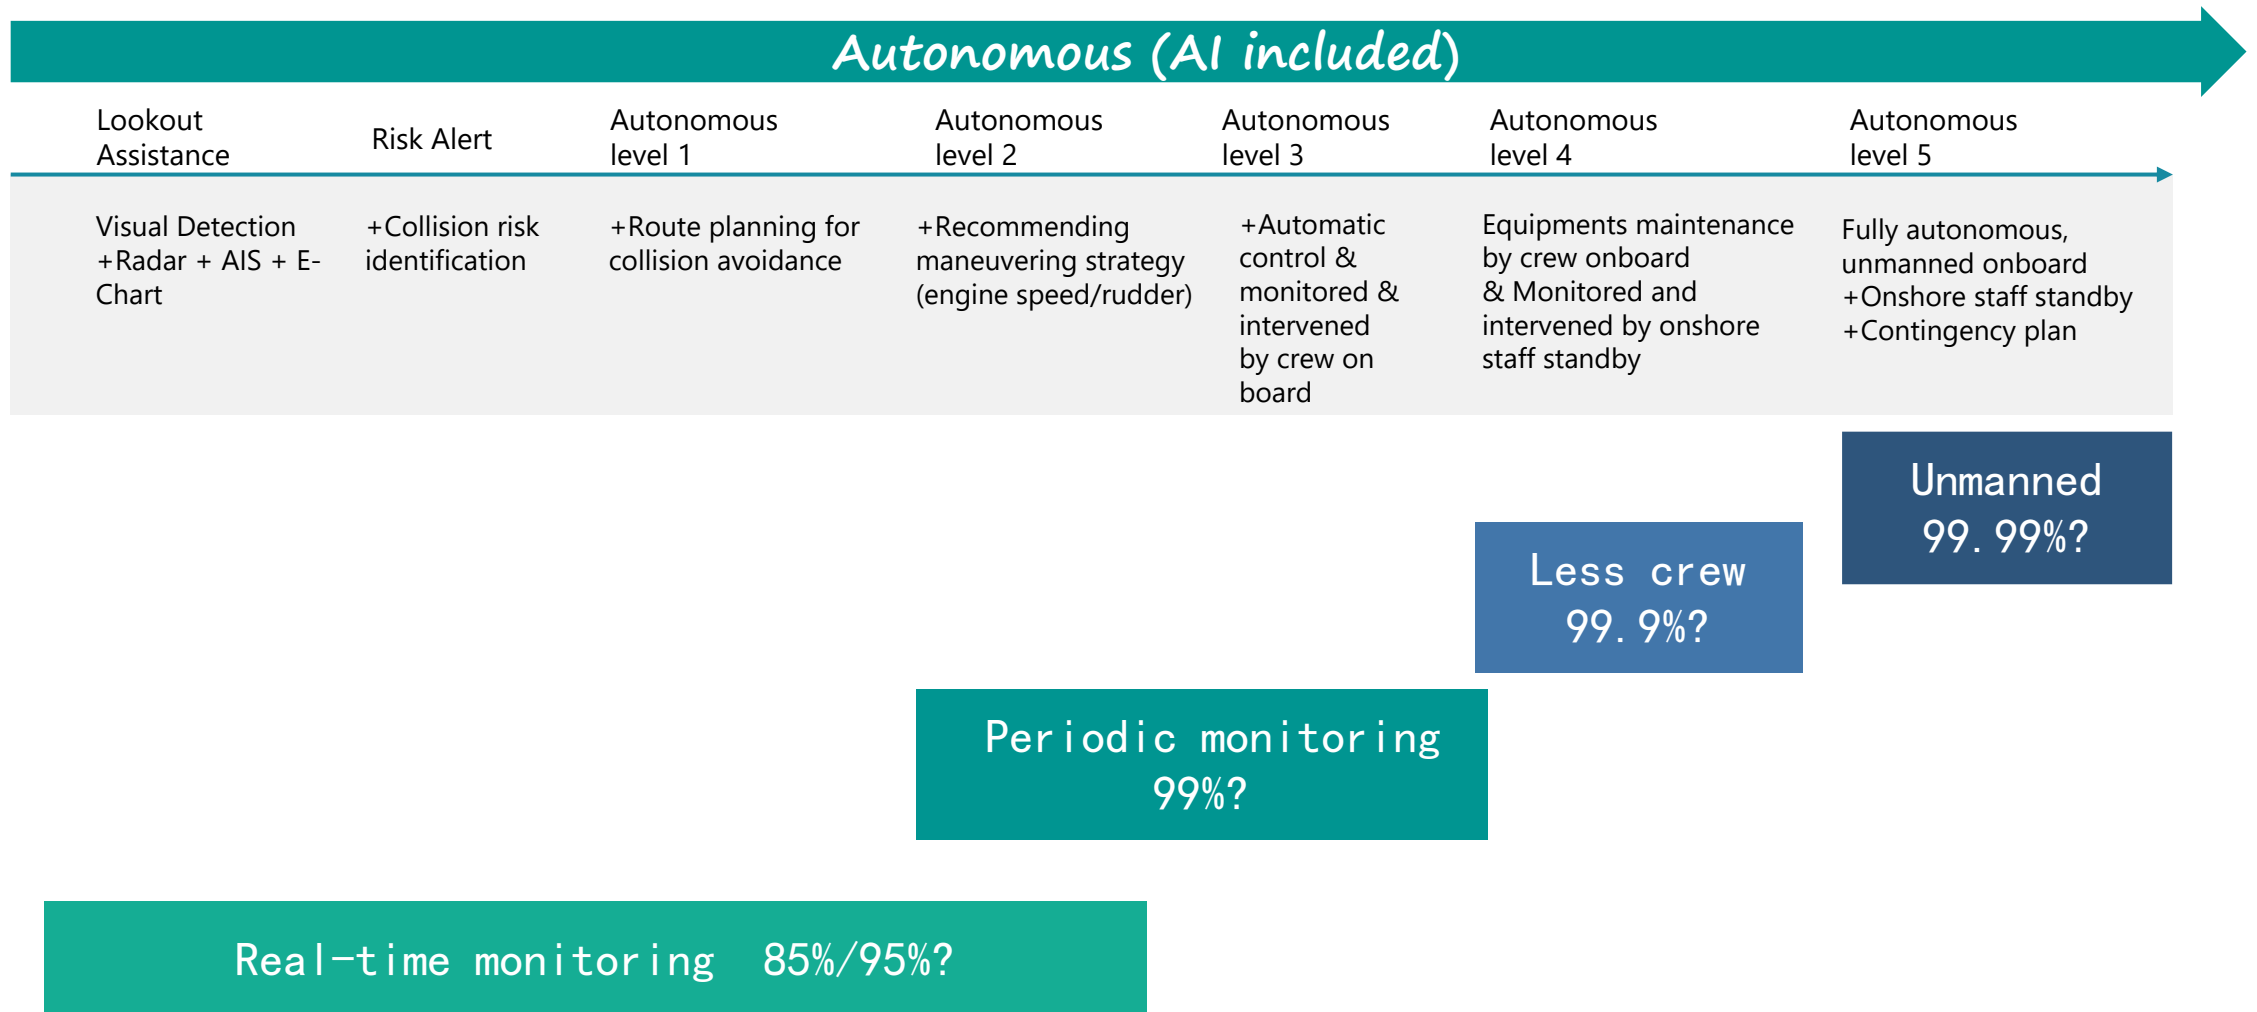 Autonomous (AI included)
Lookout
Assistance
Risk Alert
Autonomous
level 1
Autonomous
level 2
Autonomous
level 3
Autonomous
level 4
Autonomous
level 5
Visual Detection
+Radar + AIS + E-
Chart
+Collision risk
identification
+Route planning for
collision avoidance
+Recommending
maneuvering strategy
(engine speed/rudder)
+Automatic
control &
monitored &
intervened
by crew on
board
Equipments maintenance
by crew onboard
& Monitored and
intervened by onshore
staff standby
Fully autonomous,
unmanned onboard
+Onshore staff standby
+Contingency plan
Unmanned
99.99%?
Less crew
99.9%?
Periodic monitoring
99%?
Real-time monitoring 85%/95%?